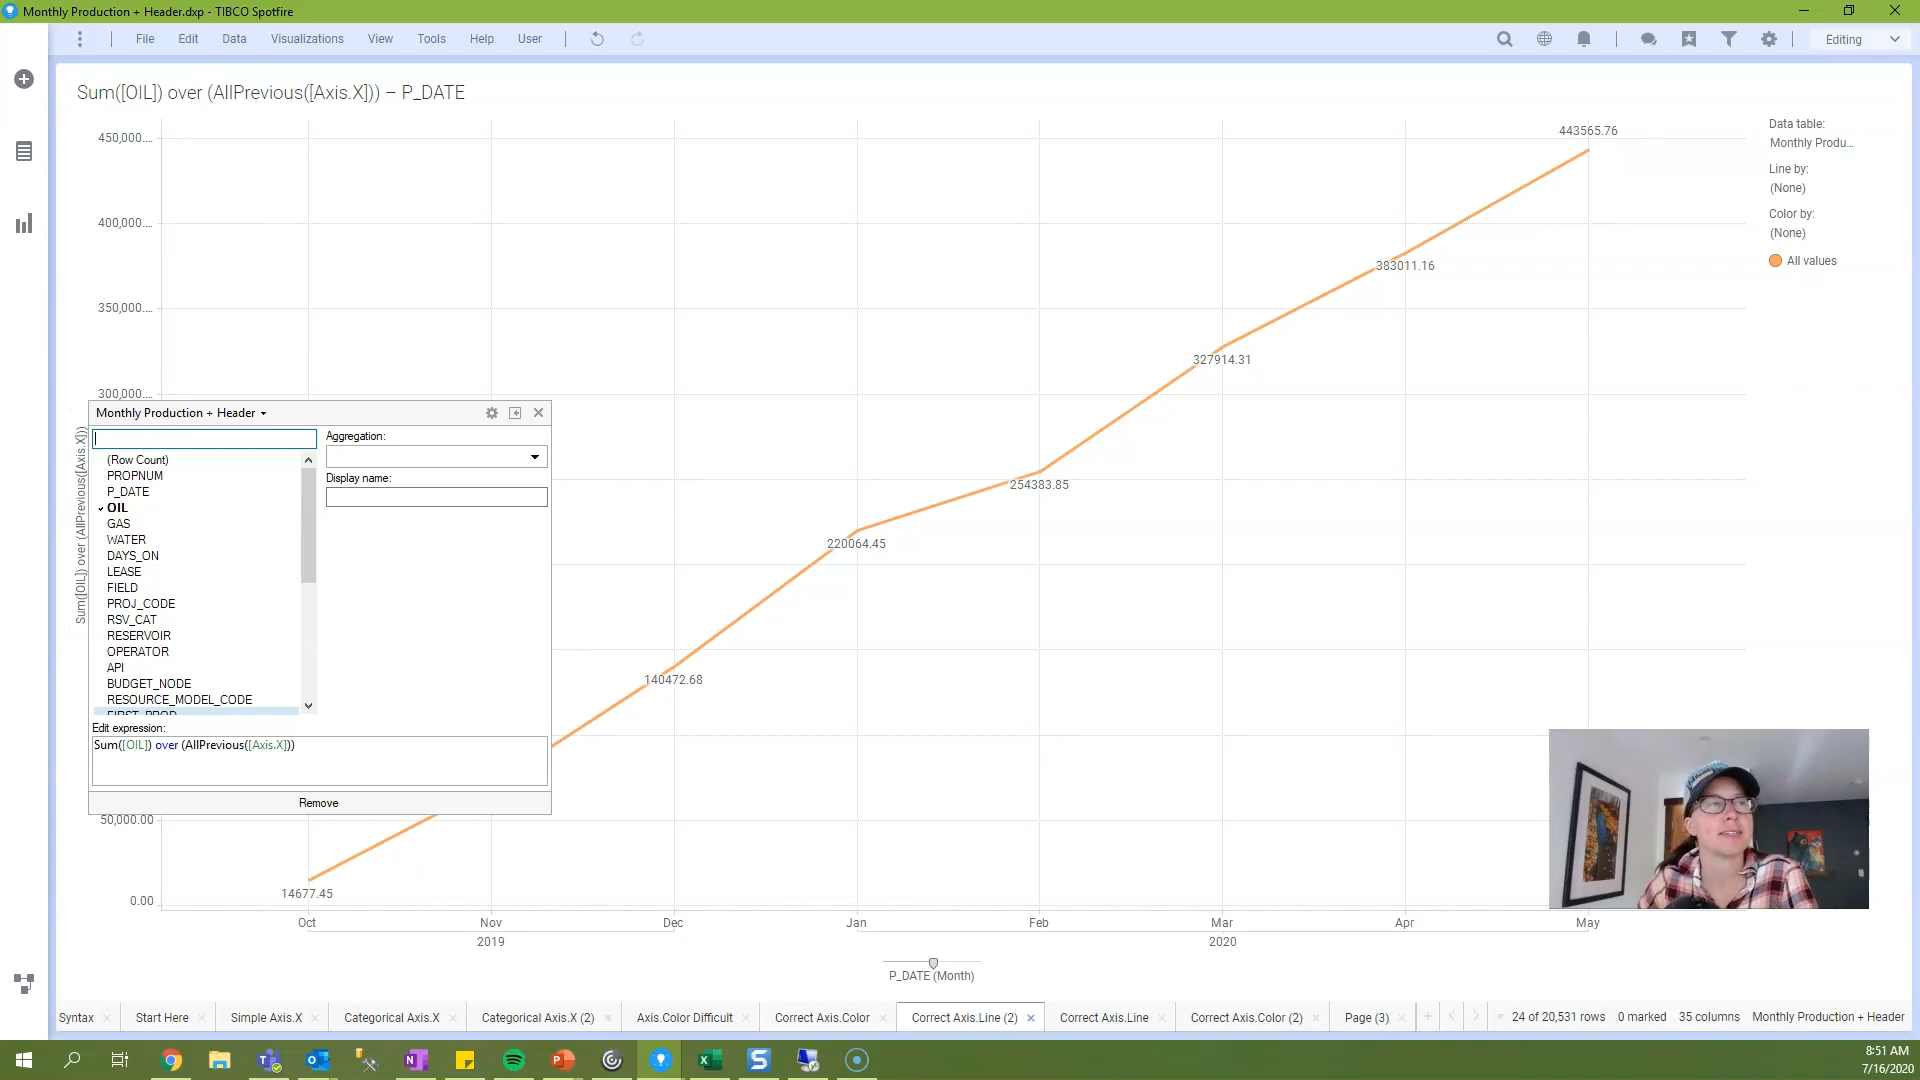 Monthly Production + Header.dxp - TIBCO Spotfire
File Edit Data Visualizations View Tools Help User Editing
Sum([OIL]) over (AllPrevious([Axis.X])) – P_DATE
450,000....
400,000....
350,000....
300,000....
50,000.00
0.00
Sum([OIL]) over (AllPrevious([Axis.X]))
443565.76
383011.16
327914.31
254383.85
220064.45
140472.68
14677.45
Data table:
Monthly Produ...
Line by:
(None)
Color by:
(None)
All values
Monthly Production + Header
Aggregation:
Display name:
(Row Count)
PROPNUM
P_DATE
OIL
GAS
WATER
DAYS_ON
LEASE
FIELD
PROJ_CODE
RSV_CAT
RESERVOIR
OPERATOR
API
BUDGET_NODE
RESOURCE_MODEL_CODE
FIRST_PROD
Edit expression:
Sum([OIL]) over (AllPrevious([Axis.X]))
Remove
Oct Nov Dec Jan Feb Mar Apr May
2019 2020
P_DATE (Month)
Syntax Start Here Simple Axis.X Categorical Axis.X Categorical Axis.X (2) Axis.Color Difficult Correct Axis.Color Correct Axis.Line (2) Correct Axis.Line Correct Axis.Color (2) Page (3) 24 of 20,531 rows 0 marked 35 columns Monthly Production + Header
8:51 AM
7/16/2020